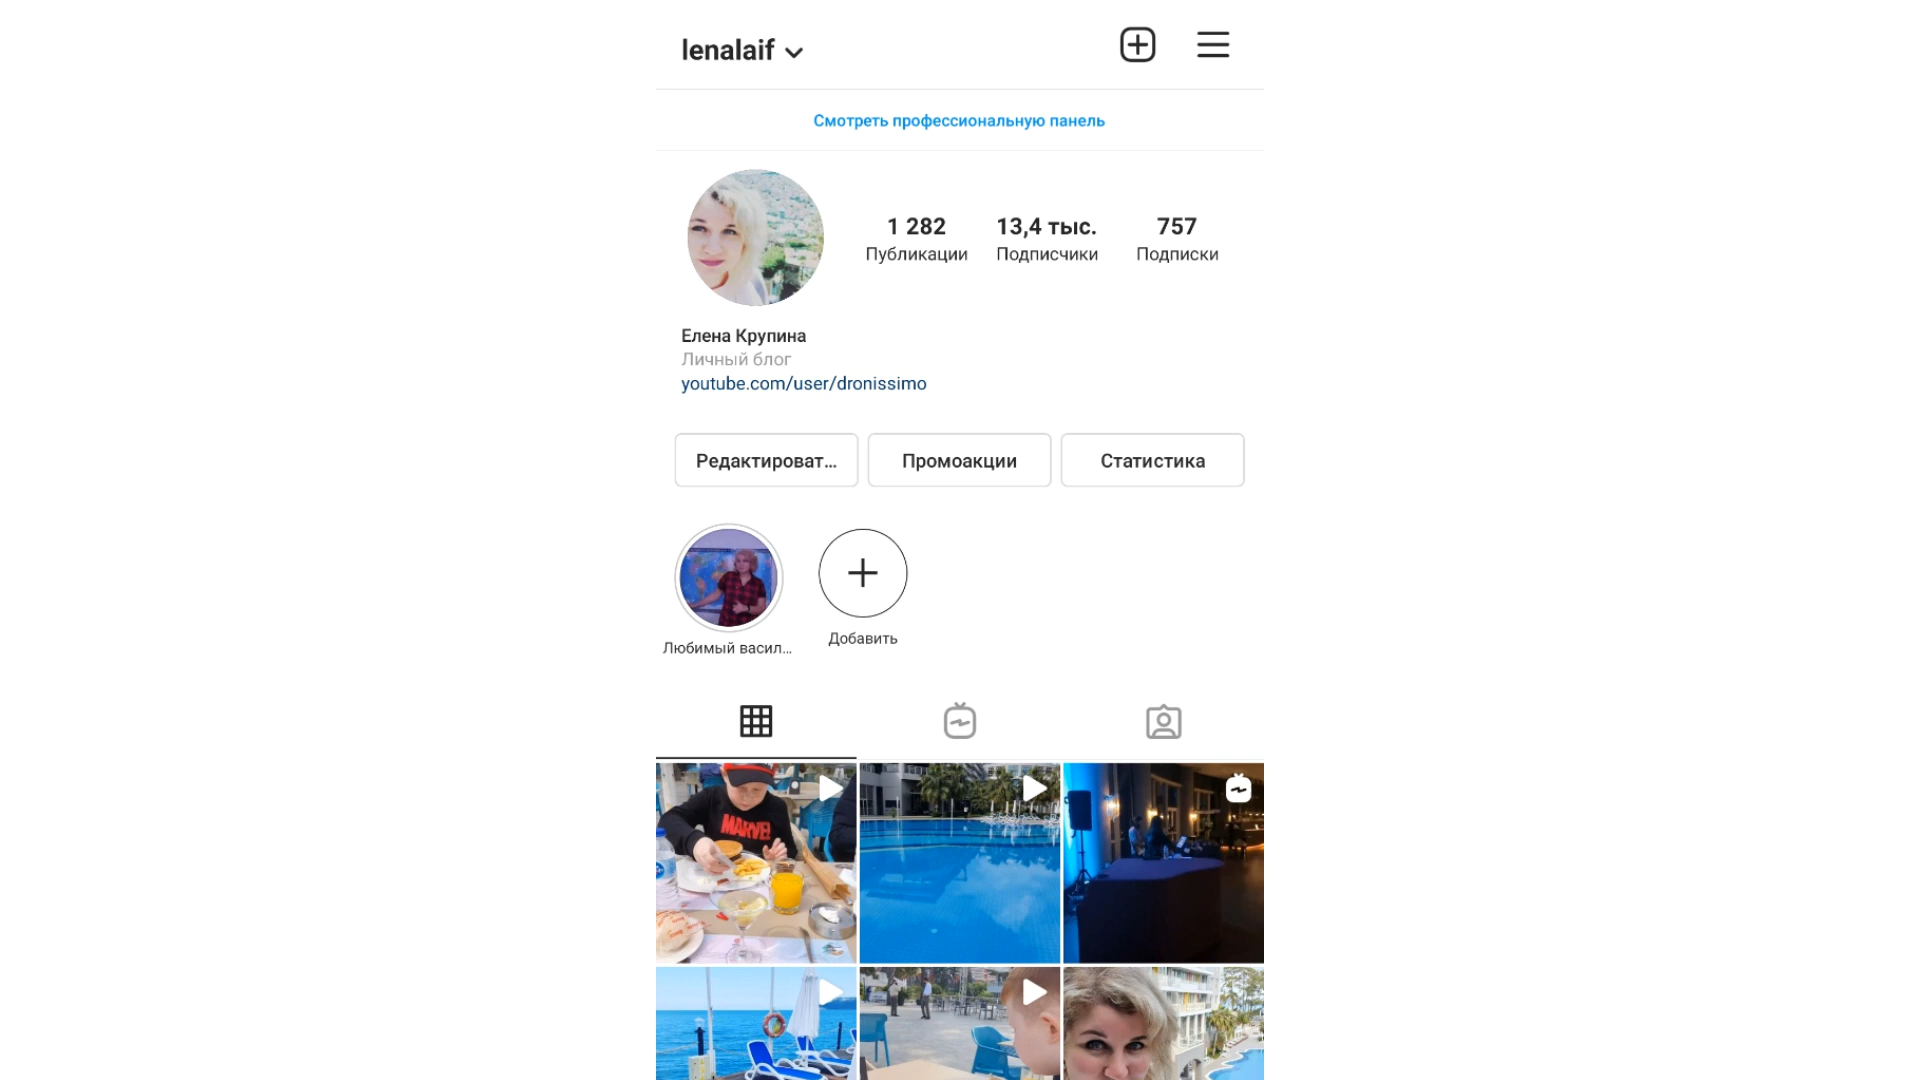 lenalaif
Смотреть профессиональную панель
1 282
13,4 тыс.
757
Публикации
Подписчики
Подписки
Елена Крупина
Личный блог
youtube.com/user/dronissimo
Редактироват...
Промоакции
Статистика
Любимый васил...
Добавить
MARVEL